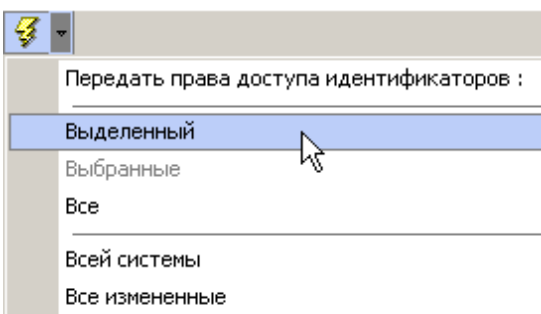 Передать права доступа идентификаторов :
Выделенный
Выбранные
Все
Всей системы
Все измененные